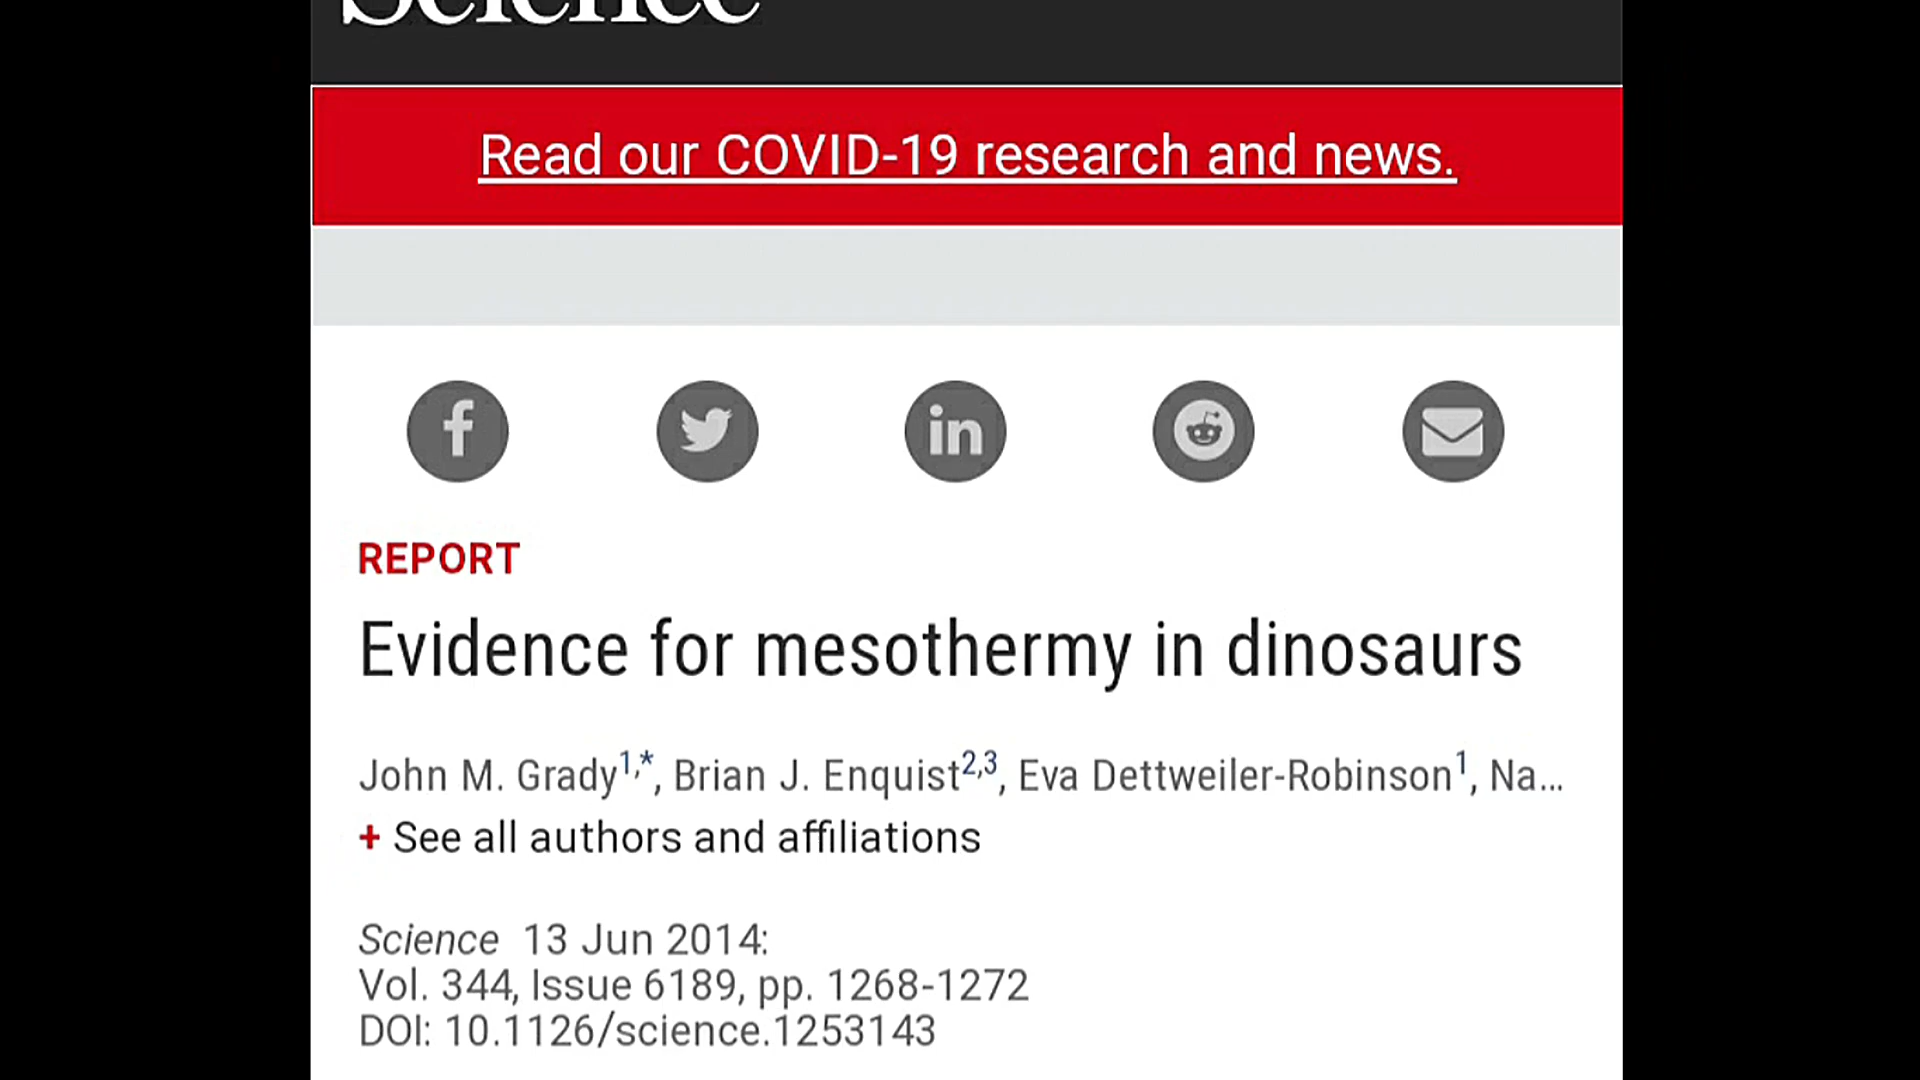 Science
Read our COVID-19 research and news.
REPORT
Evidence for mesothermy in dinosaurs
John M. Grady1,*, Brian J. Enquist2,3, Eva Dettweiler-Robinson1, Na...
+ See all authors and affiliations
Science 13 Jun 2014:
Vol. 344, Issue 6189, pp. 1268-1272
DOI: 10.1126/science.1253143